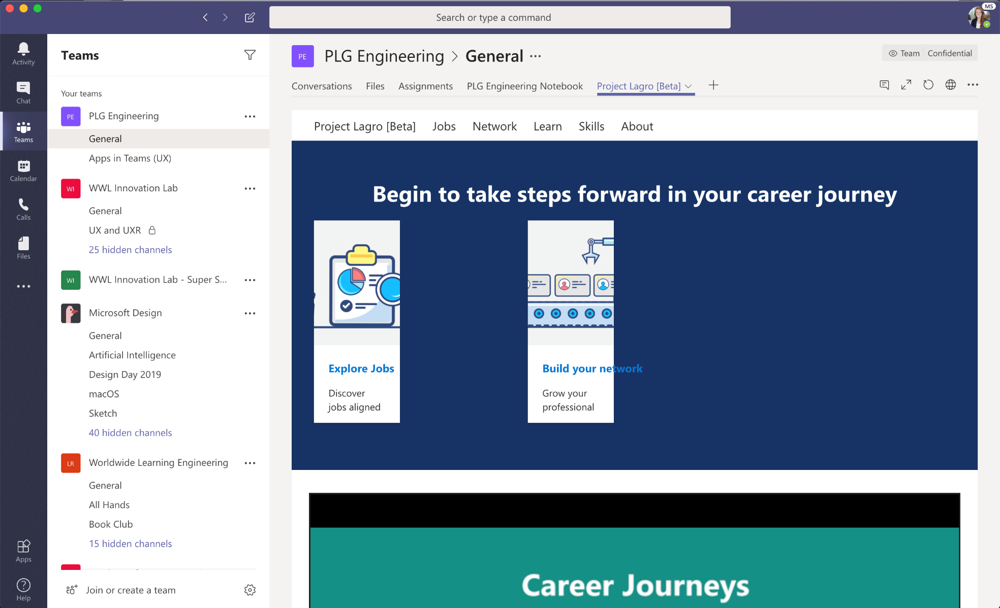 Search or type a command
MS
Activity
Chat
Teams
Calendar
Calls
Files
Apps
Help
Teams
Your teams
PE PLG Engineering
General
Apps in Teams (UX)
WI WWL Innovation Lab
General
UX and UXR
25 hidden channels
WI WWL Innovation Lab - Super S...
Microsoft Design
General
Artificial Intelligence
Design Day 2019
macOS
Sketch
40 hidden channels
LR Worldwide Learning Engineering
General
All Hands
Book Club
15 hidden channels
Join or create a team
PE PLG Engineering > General ...
Team Confidential
Conversations Files Assignments PLG Engineering Notebook Project Lagro [Beta]
Project Lagro [Beta] Jobs Network Learn Skills About
Begin to take steps forward in your career journey
Explore Jobs
Discover
jobs aligned
Build your network
Grow your
professional
Career Journeys